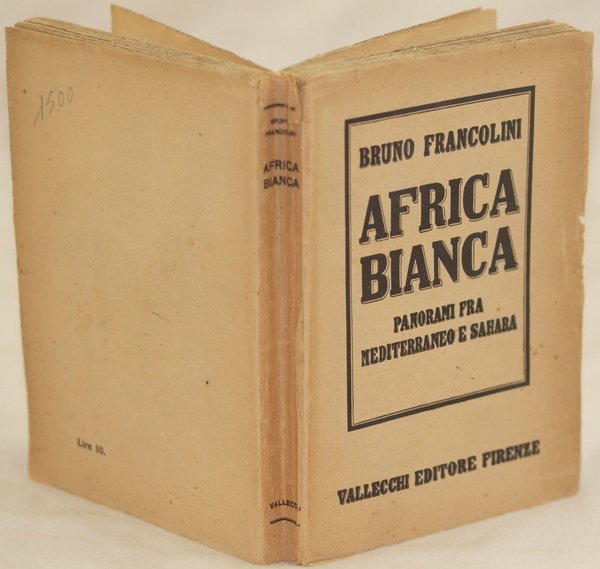 1500
Lire 10.
BRUNO
FRANCOLINI
AFRICA
BIANCA
VALLECCHI
BRUNO FRANCOLINI
AFRICA
BIANCA
PANORAMI FRA
MEDITERRANEO E SAHARA
VALLECCHI EDITORE FIRENZE